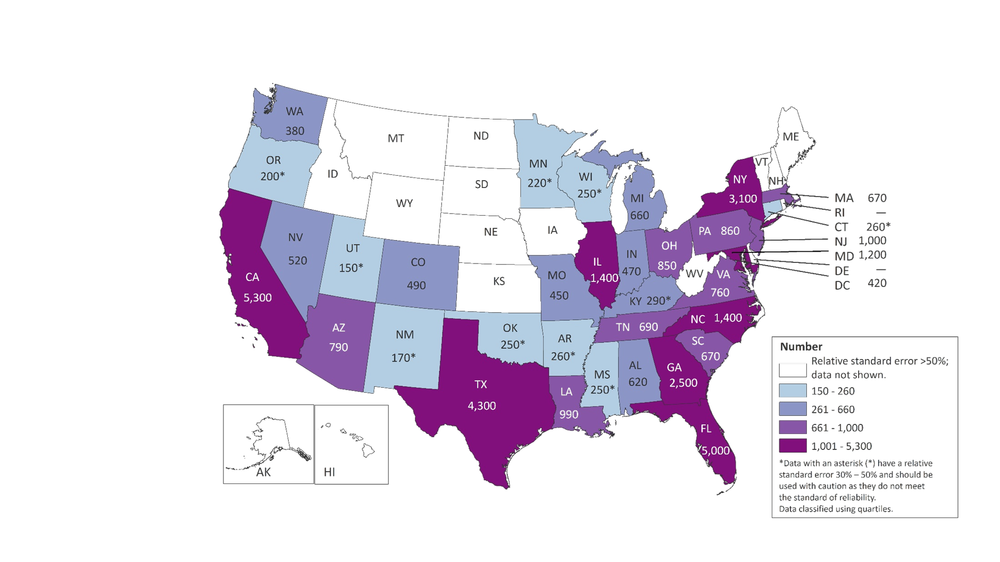 WA
380
MT
ND
ME
OR
200*
ID
MN
220*
VT
NH
WI
250*
NY
3,100
SD
WY
MI
660
MA 670
RI —
CT 260*
NJ 1,000
MD 1,200
DE —
DC 420
NE
IA
PA 860
NV
520
UT
150*
CO
490
OH
850
IN
470
IL
1,400
CA
5,300
KS
MO
450
WV
VA
760
KY 290*
AZ
790
NM
170*
OK
250*
AR
260*
TN 690
NC 1,400
SC
670
MS
250*
AL
620
GA
2,500
TX
4,300
LA
990
FL
5,000
AK
HI
Number
Relative standard error >50%;
data not shown.
150 - 260
261 - 660
661 - 1,000
1,001 - 5,300
*Data with an asterisk (*) have a relative
standard error 30% – 50% and should be
used with caution as they do not meet
the standard of reliability.
Data classified using quartiles.